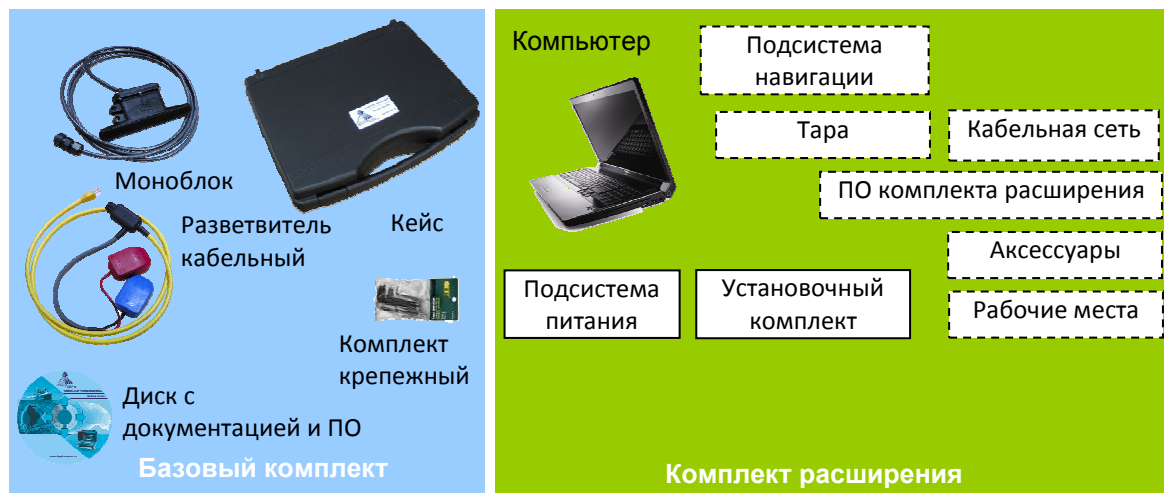 Моноблок
Кейс
Разветвитель
кабельный
Комплект
крепежный
Диск с
документацией и ПО
Базовый комплект
Компьютер
Подсистема
навигации
Тара
Кабельная сеть
ПО комплекта расширения
Аксессуары
Рабочие места
Подсистема
питания
Установочный
комплект
Комплект расширения